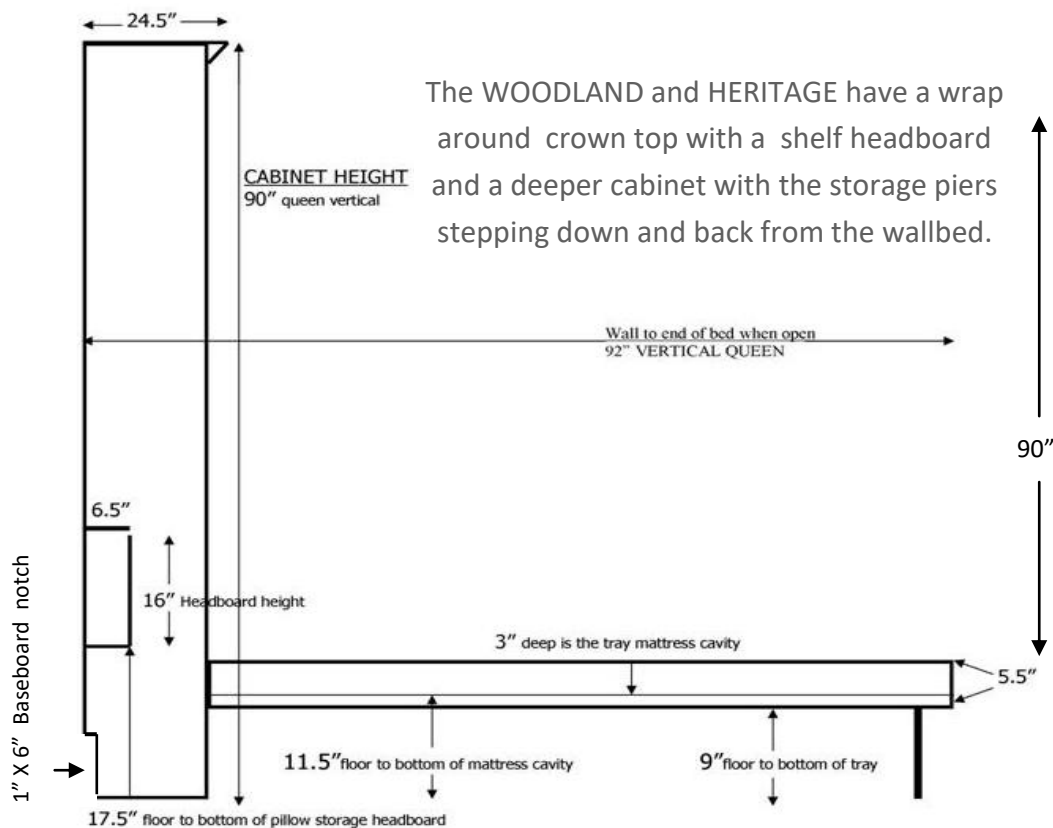 24.5”
The WOODLAND and HERITAGE have a wrap
around crown top with a shelf headboard
and a deeper cabinet with the storage piers
stepping down and back from the wallbed.
CABINET HEIGHT
90” queen vertical
Wall to end of bed when open
92” VERTICAL QUEEN
90”
6.5”
16” Headboard height
1” X 6” Baseboard notch
3” deep is the tray mattress cavity
5.5”
11.5” floor to bottom of mattress cavity
9” floor to bottom of tray
17.5” floor to bottom of pillow storage headboard